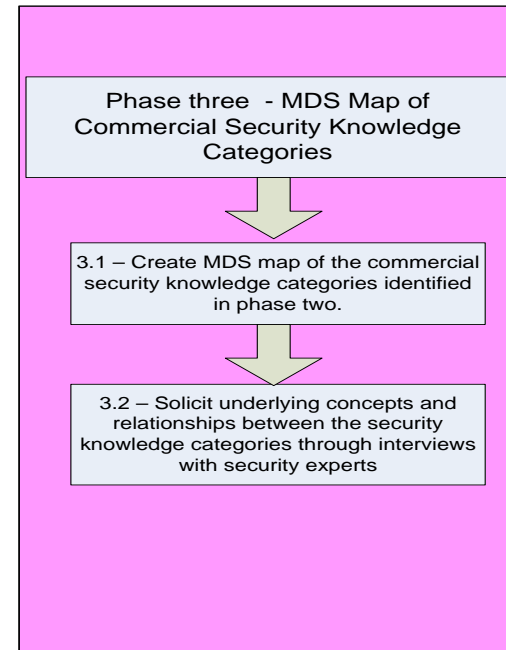 Phase three  - MDS Map of
Commercial Security Knowledge
Categories
3.1 – Create MDS map of the commercial
security knowledge categories identified
in phase two.
3.2 – Solicit underlying concepts and
relationships between the security
knowledge categories through interviews
with security experts